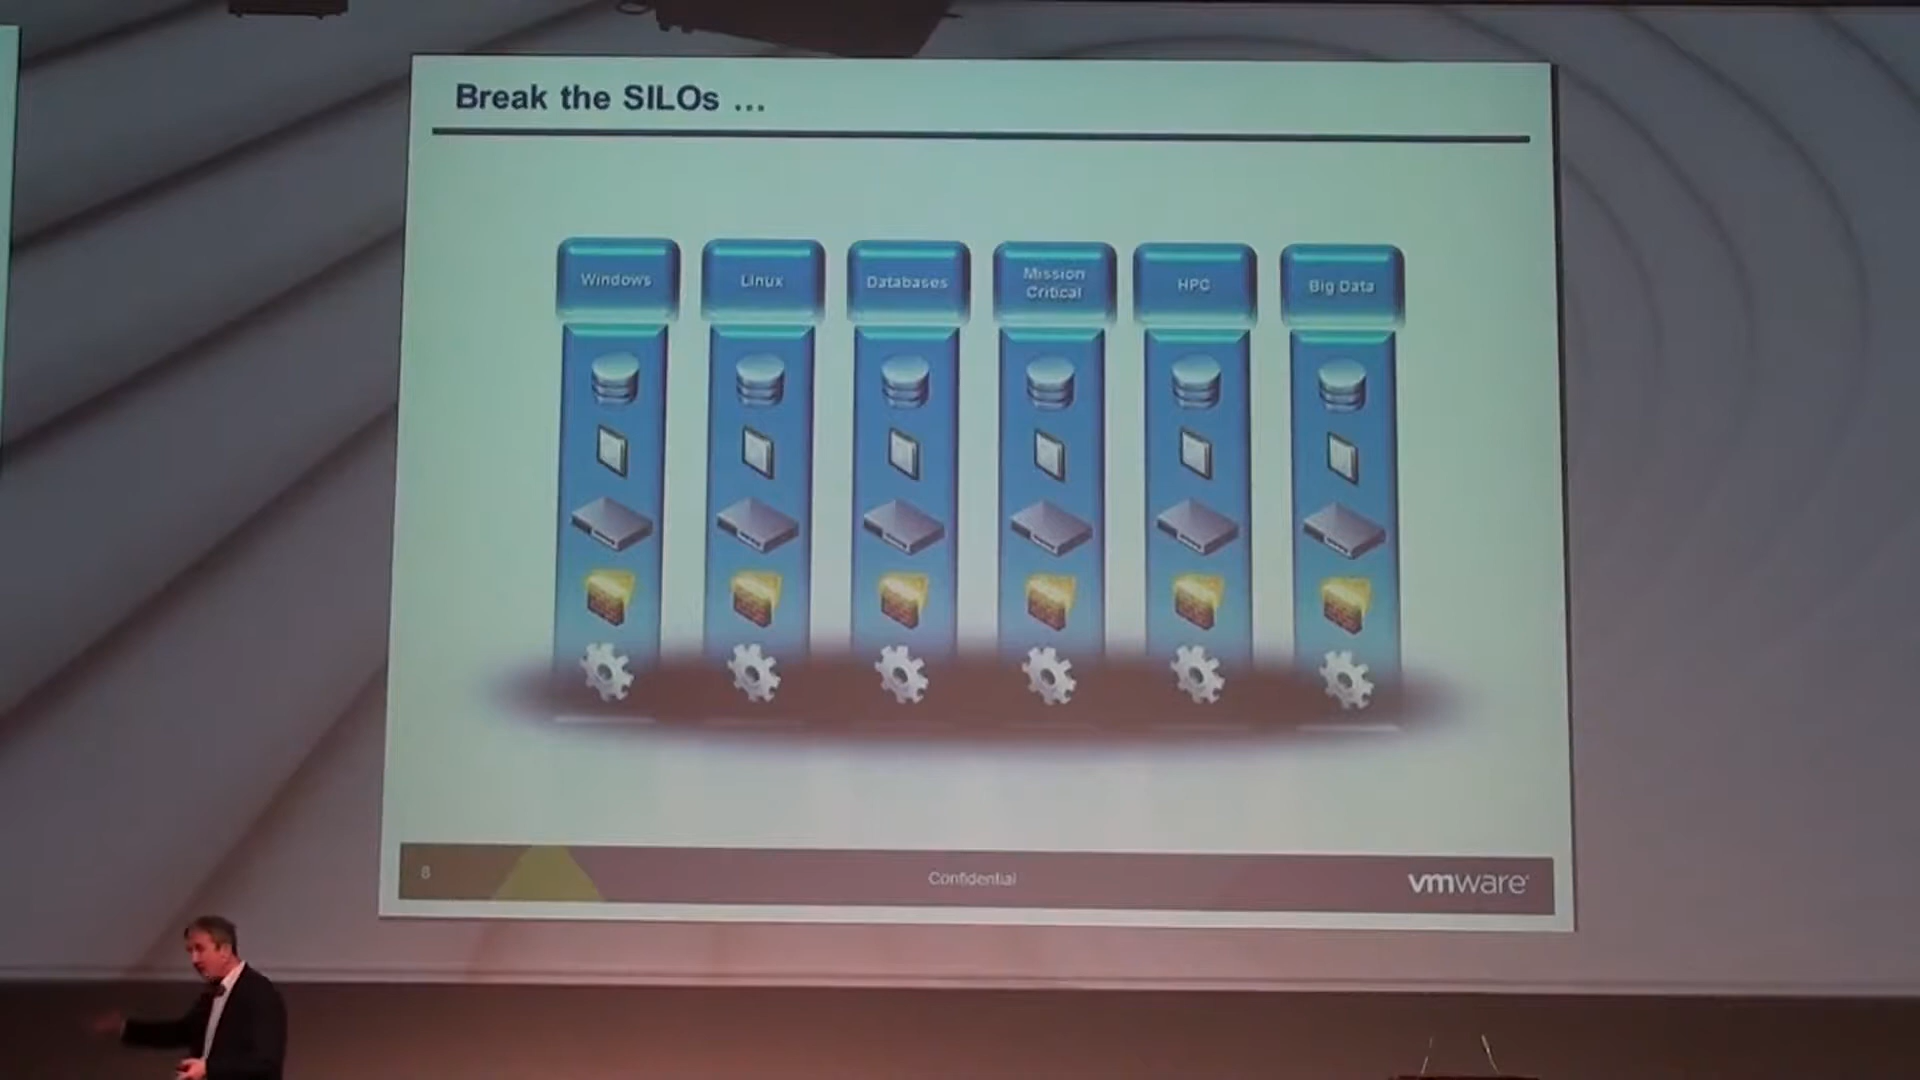 Break the SILOs ...
Windows
Linux
Databases
Mission
Critical
HPC
Big Data
8
Confidential
vmware